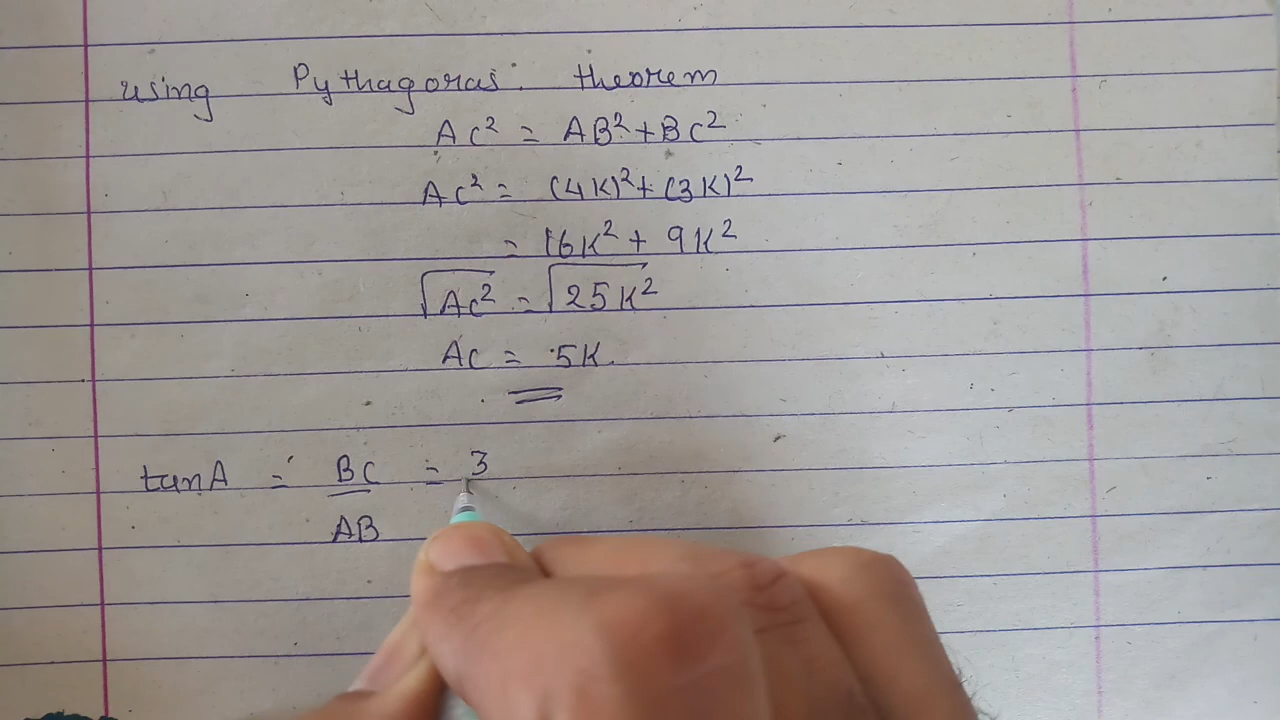 using Pythagoras theorem
AC² = AB² + BC²
AC² = (4K)² + (3K)²
= 16K² + 9K²
√AC² = √25K²
AC = 5K.
tanA = BC/AB = 3